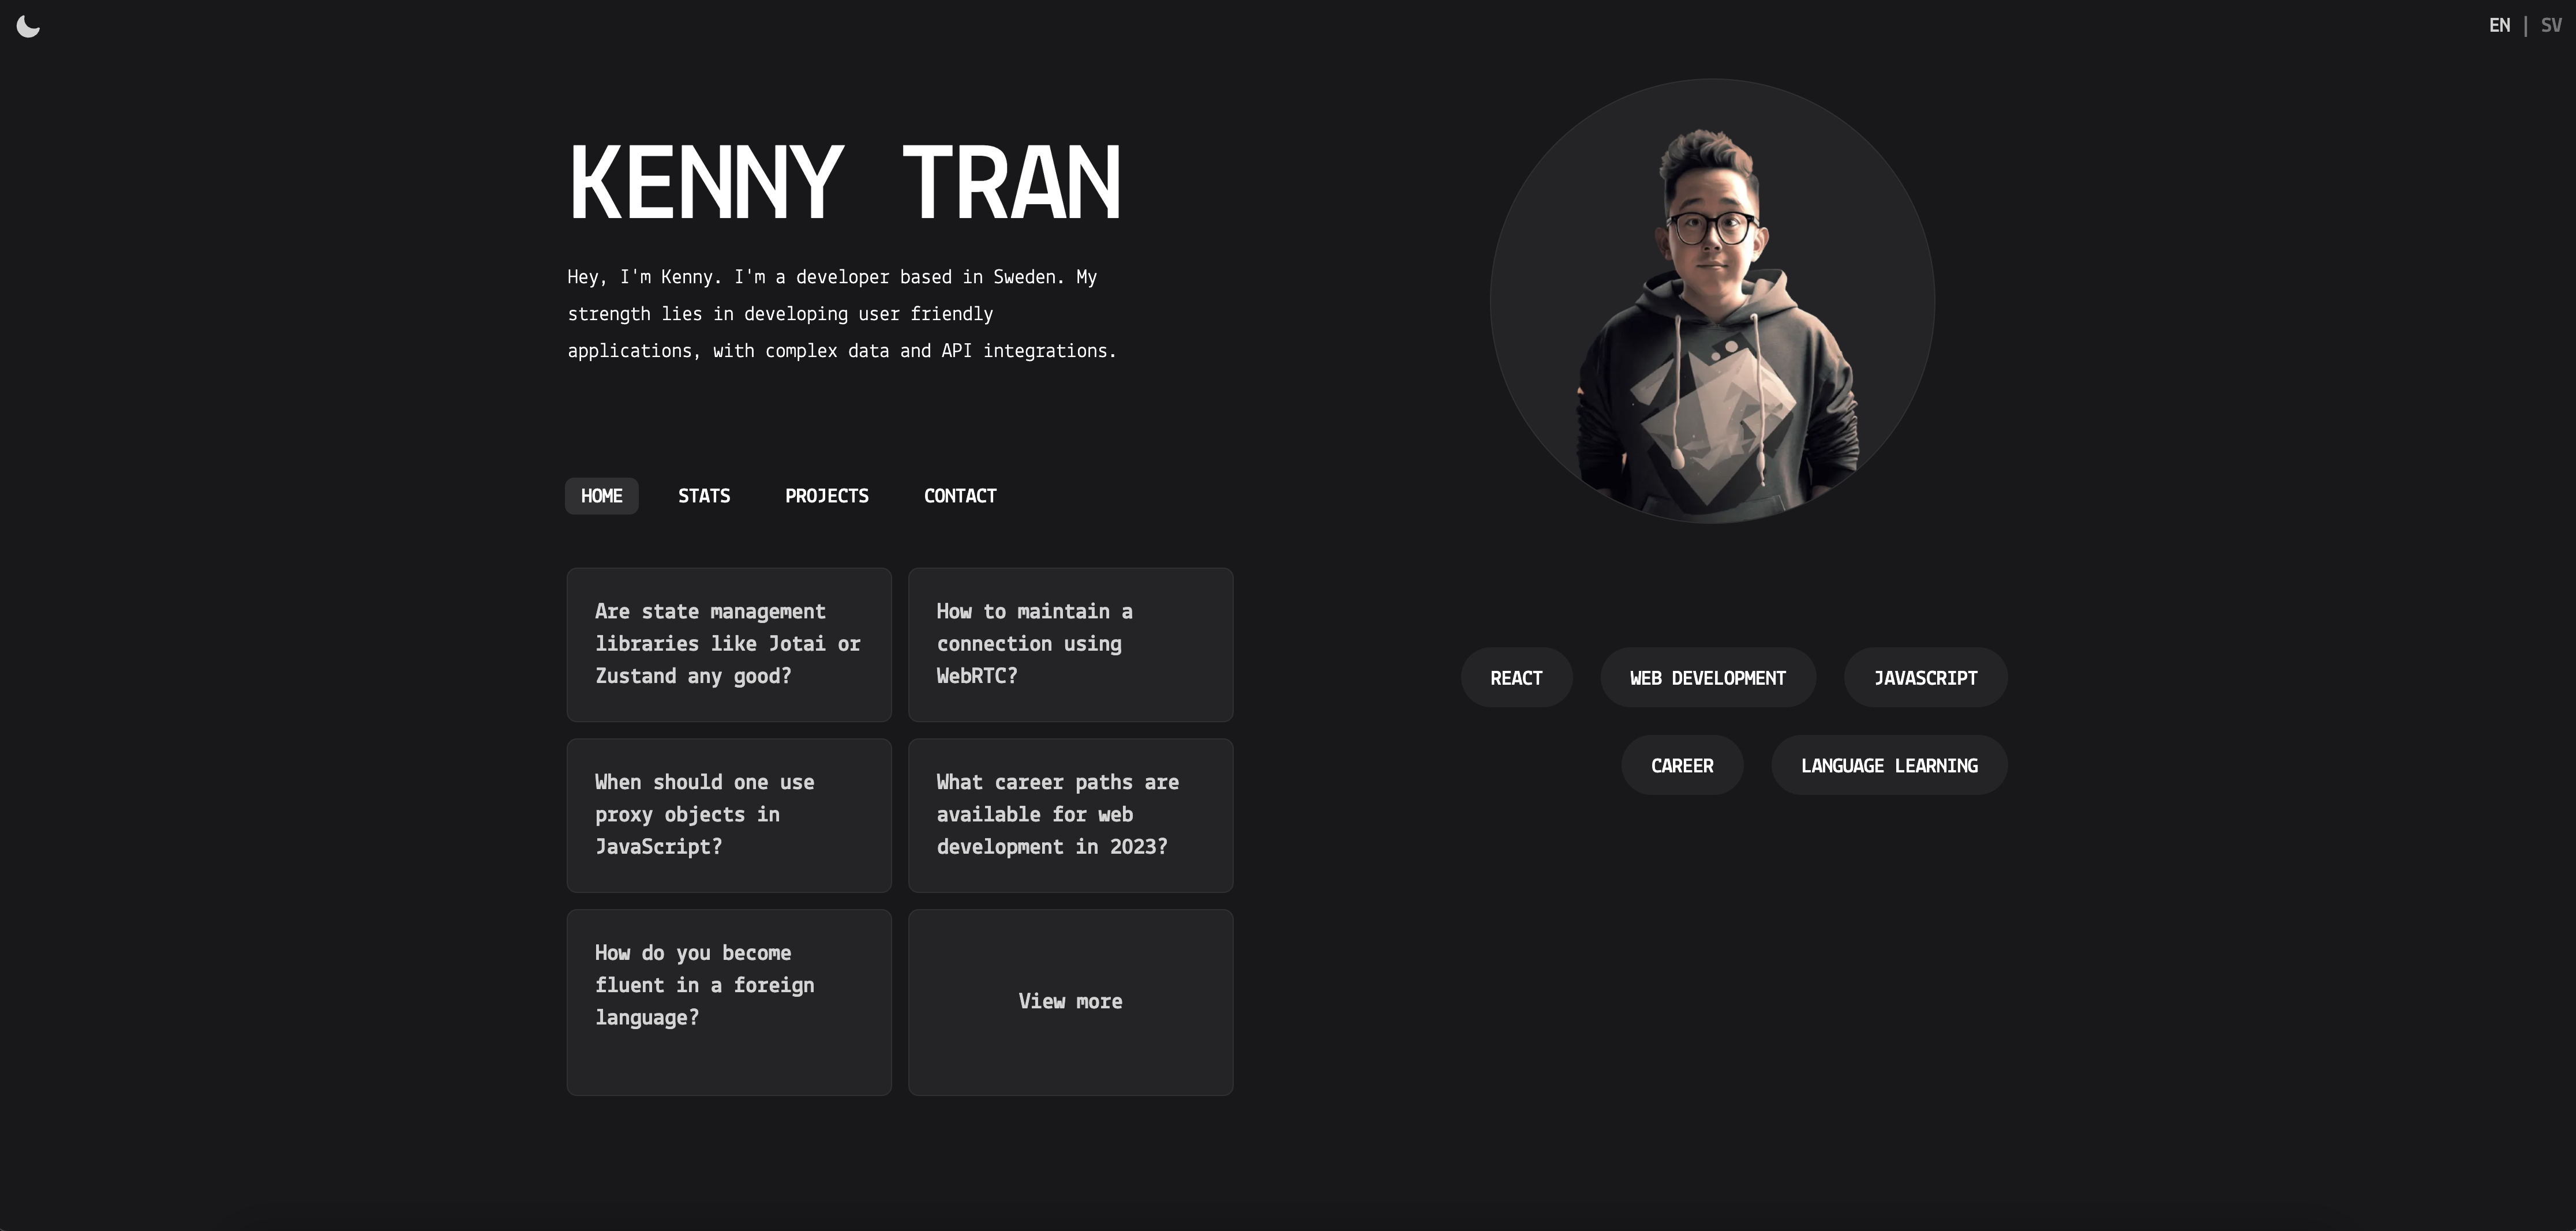 EN | SV
KENNY TRAN
Hey, I'm Kenny. I'm a developer based in Sweden. My
strength lies in developing user friendly
applications, with complex data and API integrations.
HOME
STATS
PROJECTS
CONTACT
Are state management
libraries like Jotai or
Zustand any good?
How to maintain a
connection using
WebRTC?
When should one use
proxy objects in
JavaScript?
What career paths are
available for web
development in 2023?
How do you become
fluent in a foreign
language?
View more
REACT
WEB DEVELOPMENT
JAVASCRIPT
CAREER
LANGUAGE LEARNING